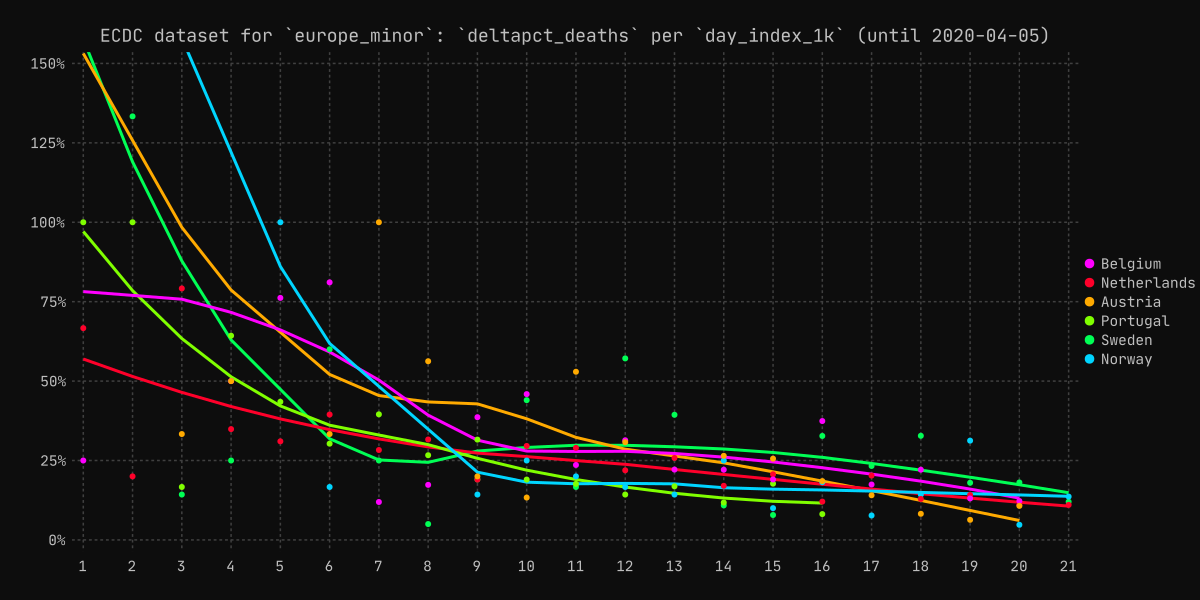 ECDC dataset for `europe_minor`: `deltapct_deaths` per `day_index_1k` (until 2020-04-05)
150%
125%
100%
75%
50%
25%
0%
1 2 3 4 5 6 7 8 9 10 11 12 13 14 15 16 17 18 19 20 21
Belgium
Netherlands
Austria
Portugal
Sweden
Norway